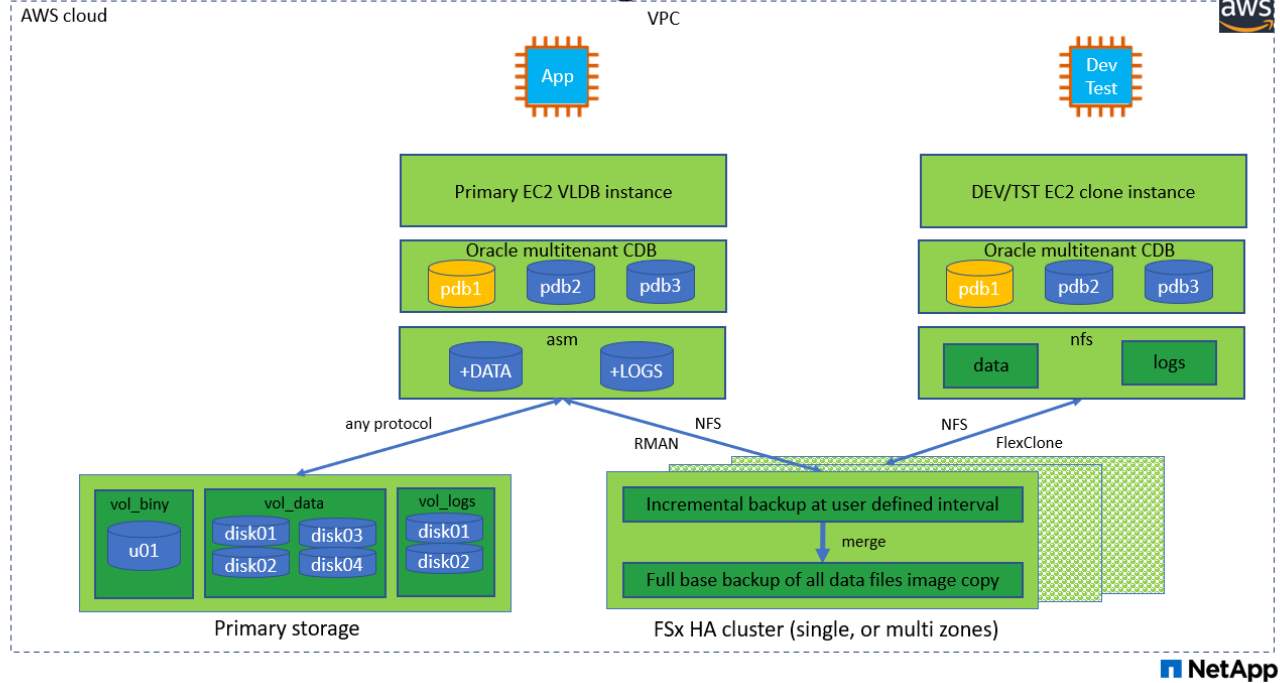 AWS cloud
VPC
aws
App
Dev
Test
Primary EC2 VLDB instance
DEV/TST EC2 clone instance
Oracle multitenant CDB
pdb1
pdb2
pdb3
Oracle multitenant CDB
pdb1
pdb2
pdb3
asm
+DATA
+LOGS
nfs
data
logs
any protocol
NFS
RMAN
NFS
FlexClone
vol_biny
u01
vol_data
disk01
disk03
disk02
disk04
vol_logs
disk01
disk02
Incremental backup at user defined interval
merge
Full base backup of all data files image copy
Primary storage
FSx HA cluster (single, or multi zones)
NetApp